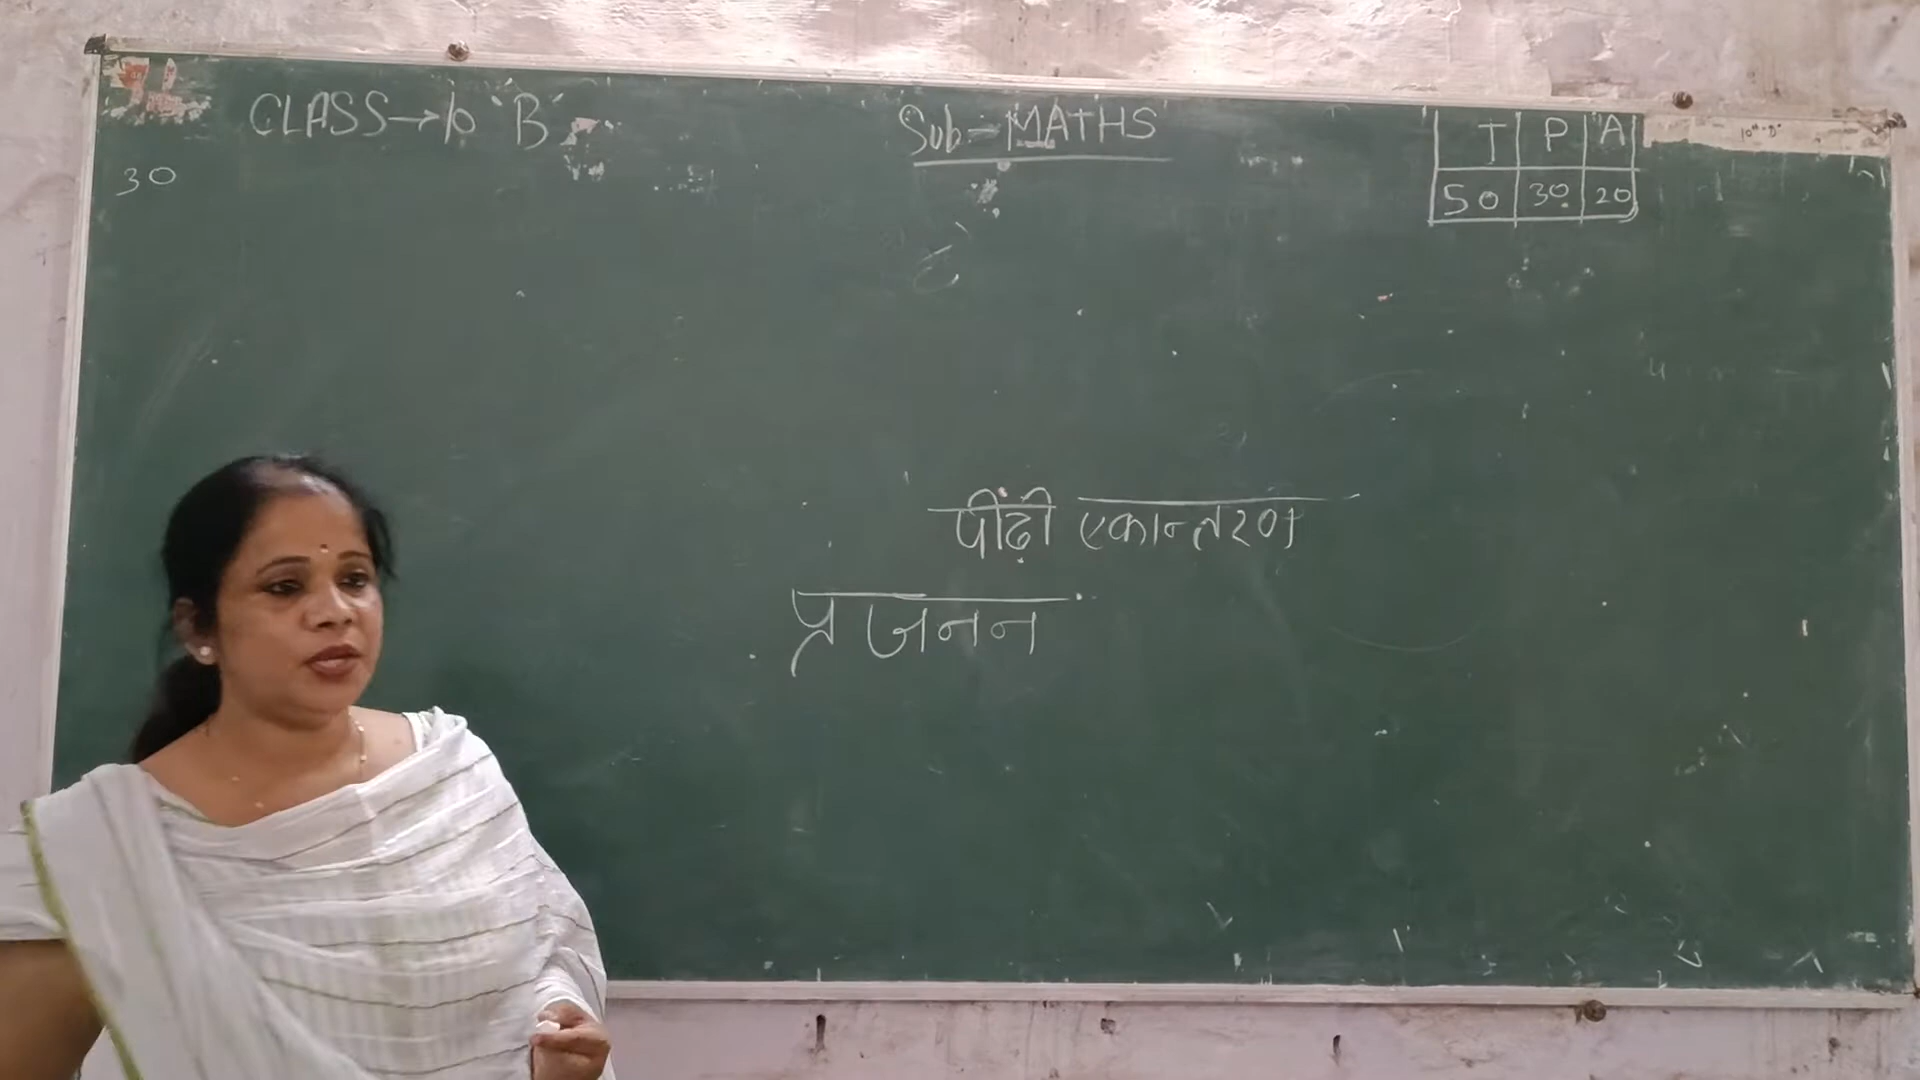 CLASS→10 'B'
Sub-MATHS
T P A
50 30 20
30
पीढ़ी एकान्तरण
प्रजनन